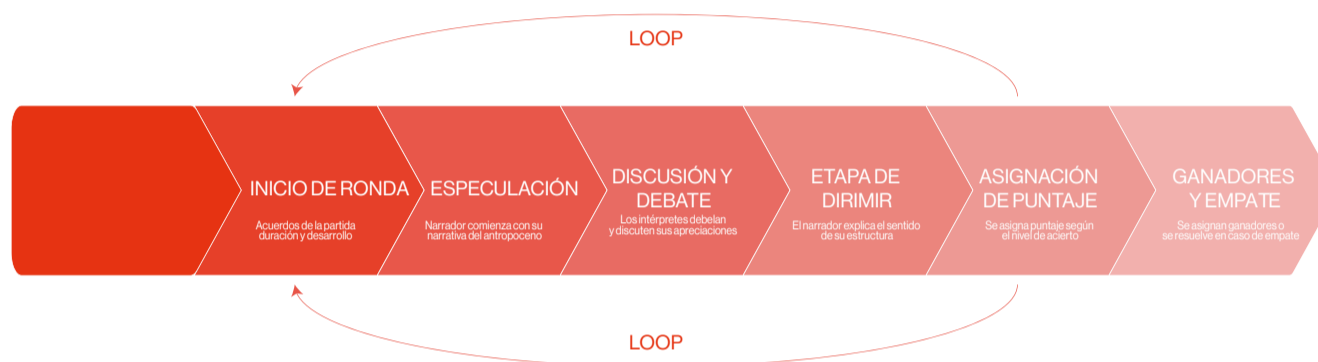 LOOP
INICIO DE RONDA
Acuerdos de la partida
duración y desarrollo
ESPECULACIÓN
Narrador comienza con su
narrativa del antropoceno
DISCUSIÓN Y
DEBATE
Los intérpretes debelan
y discuten sus apreciaciones
ETAPA DE
DIRIMIR
El narrador explica el sentido
de su estructura
ASIGNACIÓN
DE PUNTAJE
Se asigna puntaje según
el nivel de acierto
GANADORES
Y EMPATE
Se asignan ganadores o
se resuelve en caso de empate
LOOP